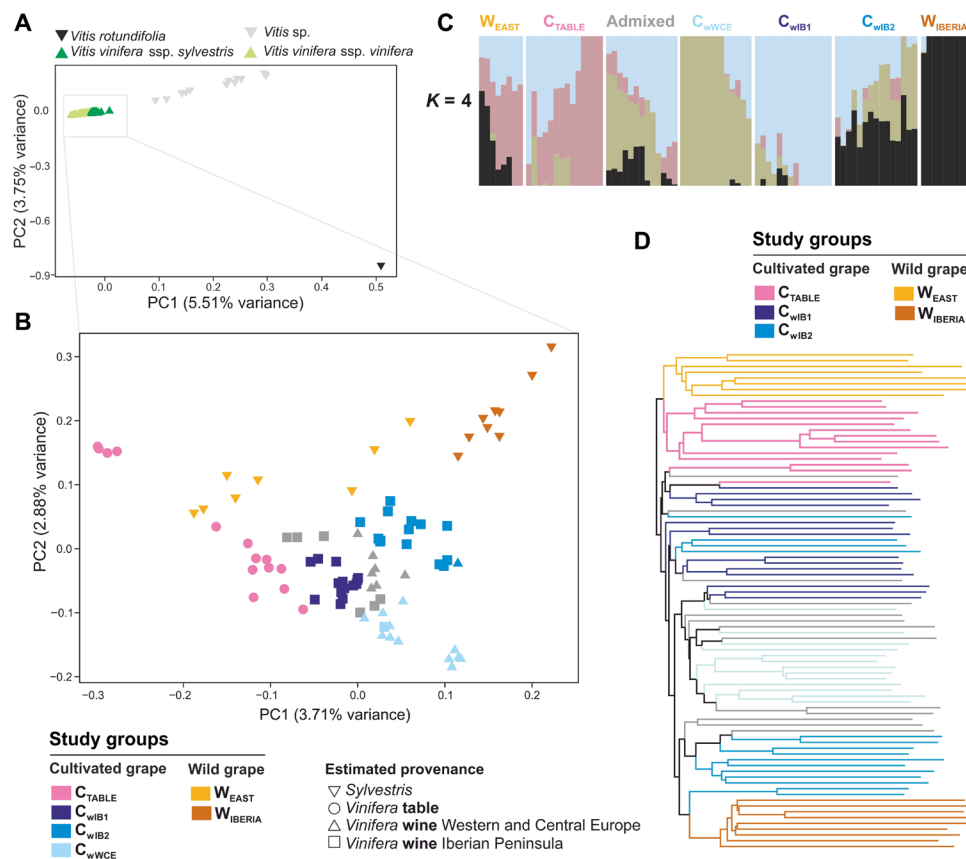 A
Vitis rotundifolia
Vitis sp.
Vitis vinifera ssp. sylvestris
Vitis vinifera ssp. vinifera
PC2 (3.75% variance)
0.0
−0.3
−0.6
−0.9
0.0 0.1 0.2 0.3 0.4 0.5
PC1 (5.51% variance)
B
PC2 (2.88% variance)
0.3
0.2
0.1
0.0
−0.1
−0.2
−0.3 −0.2 −0.1 0.0 0.1 0.2
PC1 (3.71% variance)
Study groups
Cultivated grape Wild grape
CTABLE WEAST
CwIB1 WIBERIA
CwIB2
CwWCE
Estimated provenance
Sylvestris
Vinifera table
Vinifera wine Western and Central Europe
Vinifera wine Iberian Peninsula
C
WEAST CTABLE Admixed CwWCE CwIB1 CwIB2 WIBERIA
K = 4
D
Study groups
Cultivated grape Wild grape
CTABLE WEAST
CwIB1 WIBERIA
CwIB2